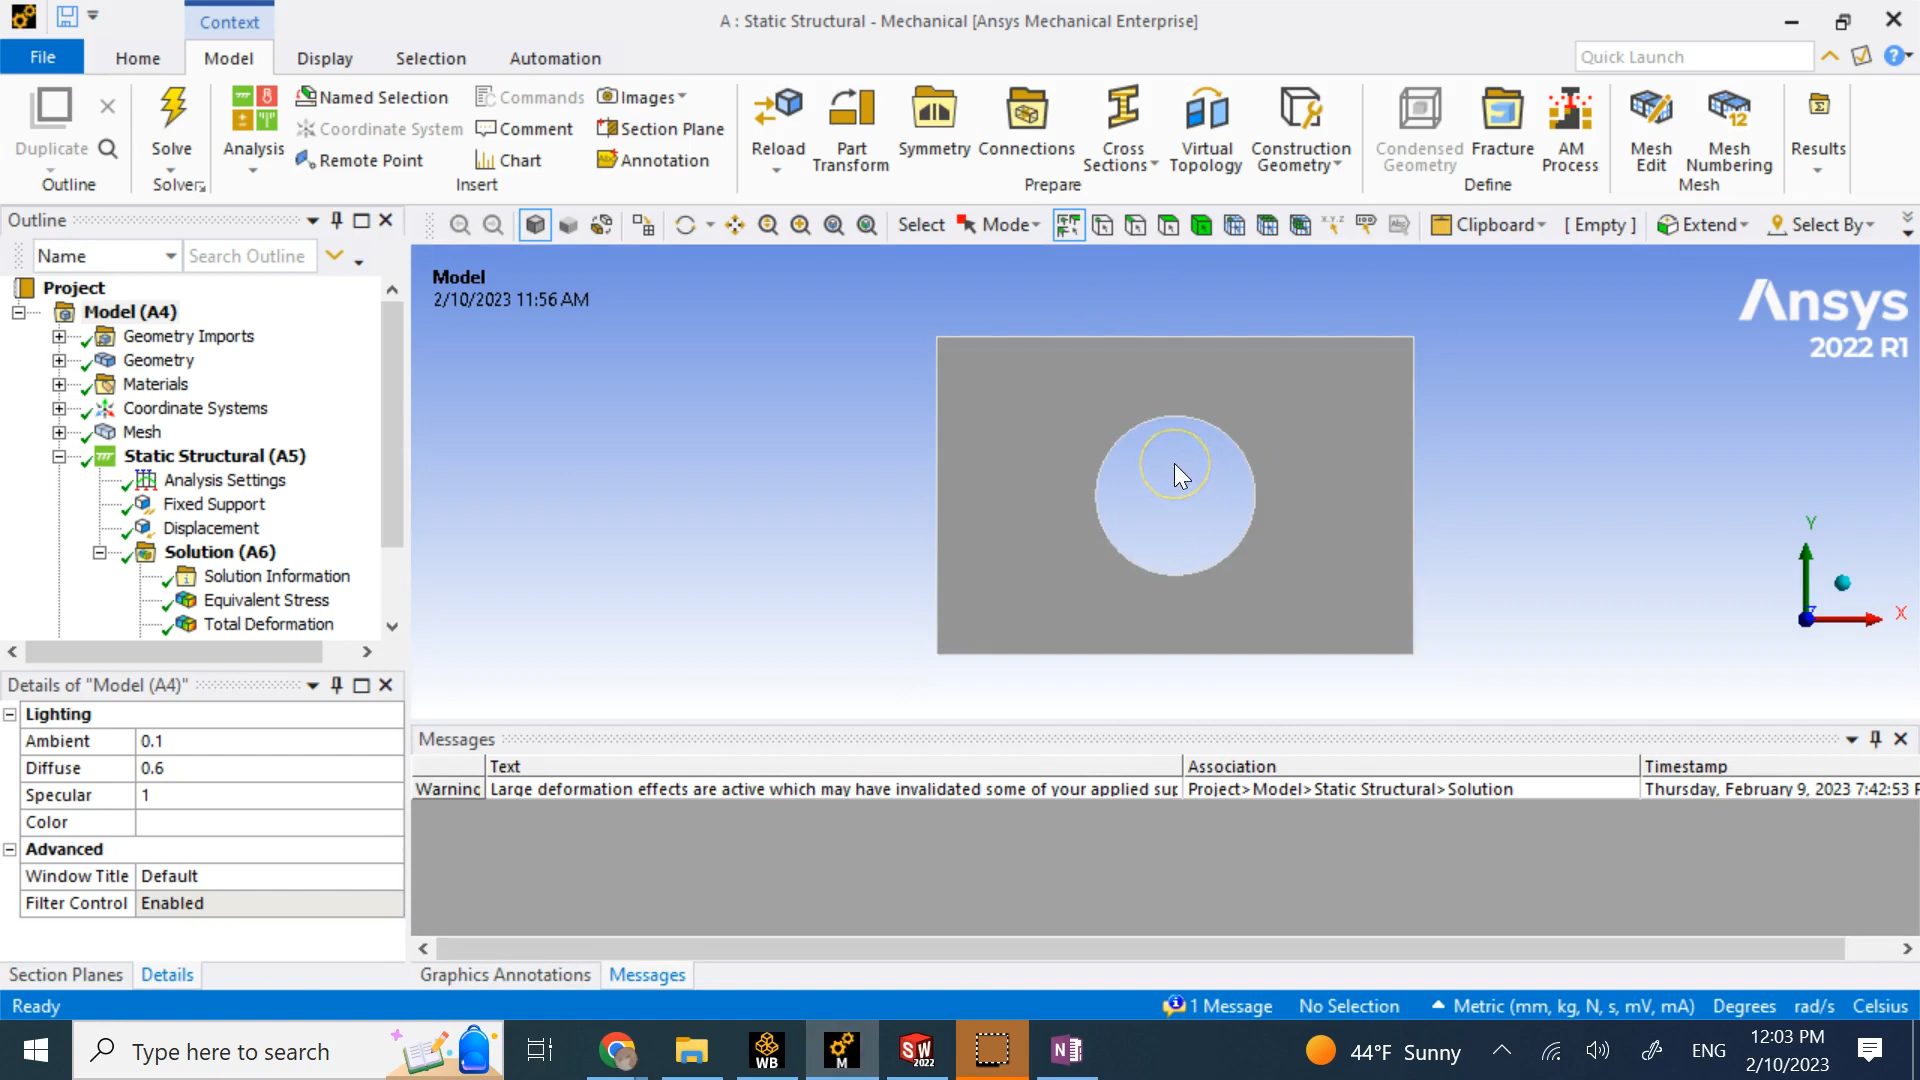 Context
A : Static Structural - Mechanical [Ansys Mechanical Enterprise]
File
Home
Model
Display
Selection
Automation
Quick Launch
Duplicate
Outline
Solve
Solver
Analysis
Named Selection
Coordinate System
Remote Point
Commands
Comment
Chart
Images
Section Plane
Annotation
Insert
Reload
Part
Transform
Symmetry
Connections
Cross
Sections
Virtual
Topology
Construction
Geometry
Prepare
Condensed
Geometry
Fracture
AM
Process
Define
Mesh
Edit
Mesh
Numbering
Mesh
Results
Outline
Name
Search Outline
Select
Mode
Clipboard
[ Empty ]
Extend
Select By
Project
Model (A4)
Geometry Imports
Geometry
Materials
Coordinate Systems
Mesh
Static Structural (A5)
Analysis Settings
Fixed Support
Displacement
Solution (A6)
Solution Information
Equivalent Stress
Total Deformation
Model
2/10/2023 11:56 AM
Ansys
2022 R1
Y
X
Z
Details of "Model (A4)"
Lighting
Ambient 0.1
Diffuse 0.6
Specular 1
Color
Advanced
Window Title Default
Filter Control Enabled
Section Planes
Details
Messages
Text Association Timestamp
Warning Large deformation effects are active which may have invalidated some of your applied sup Project>Model>Static Structural>Solution Thursday, February 9, 2023 7:42:53 P
Graphics Annotations
Messages
Ready
1 Message
No Selection
Metric (mm, kg, N, s, mV, mA)
Degrees
rad/s
Celsius
Type here to search
WB
M
SW
2022
N
44°F Sunny
ENG
12:03 PM
2/10/2023